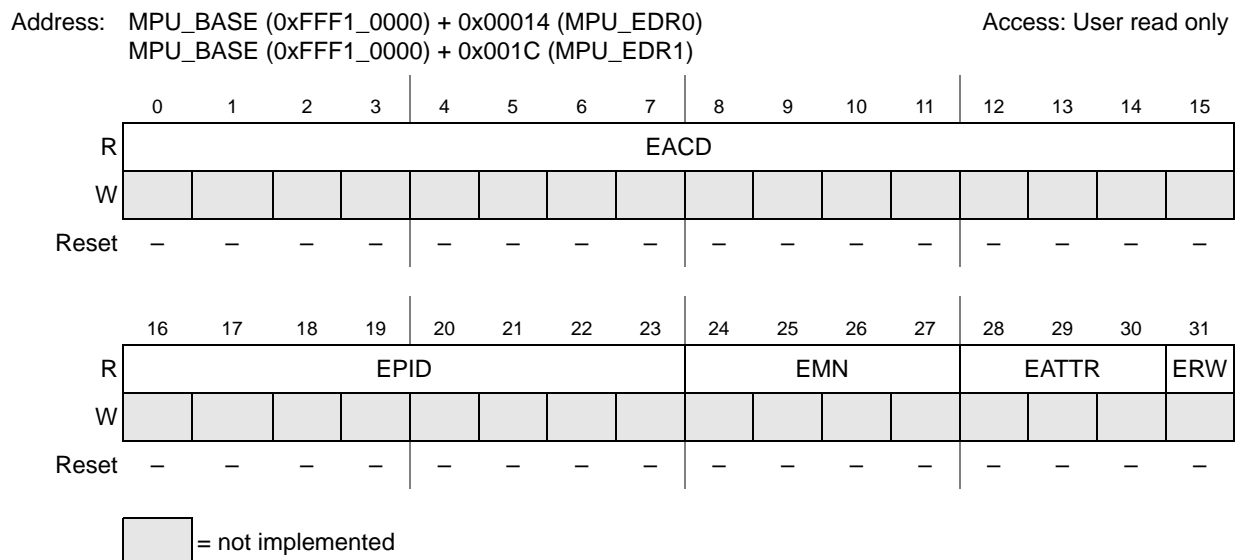 Address: MPU_BASE (0xFFF1_0000) + 0x00014 (MPU_EDR0) Access: User read only
MPU_BASE (0xFFF1_0000) + 0x001C (MPU_EDR1)
0 1 2 3 4 5 6 7 8 9 10 11 12 13 14 15
R EACD
W
Reset – – – – – – – – – – – – – – – –
16 17 18 19 20 21 22 23 24 25 26 27 28 29 30 31
R EPID EMN EATTR ERW
W
Reset – – – – – – – – – – – – – – – –
= not implemented